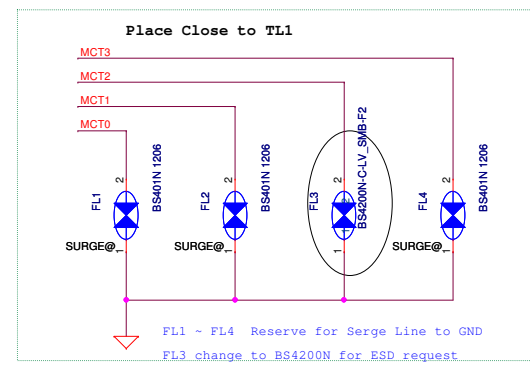 Place Close to TL1
MCT3
MCT2
MCT1
MCT0
FL1
2
BS401N 1206
SURGE@
1
FL2
2
BS401N 1206
SURGE@
1
FL3
2
BS4200N-C-LV_SMB-F2
1
FL4
2
BS401N 1206
SURGE@
1
FL1 ~ FL4 Reserve for Serge Line to GND
FL3 change to BS4200N for ESD request